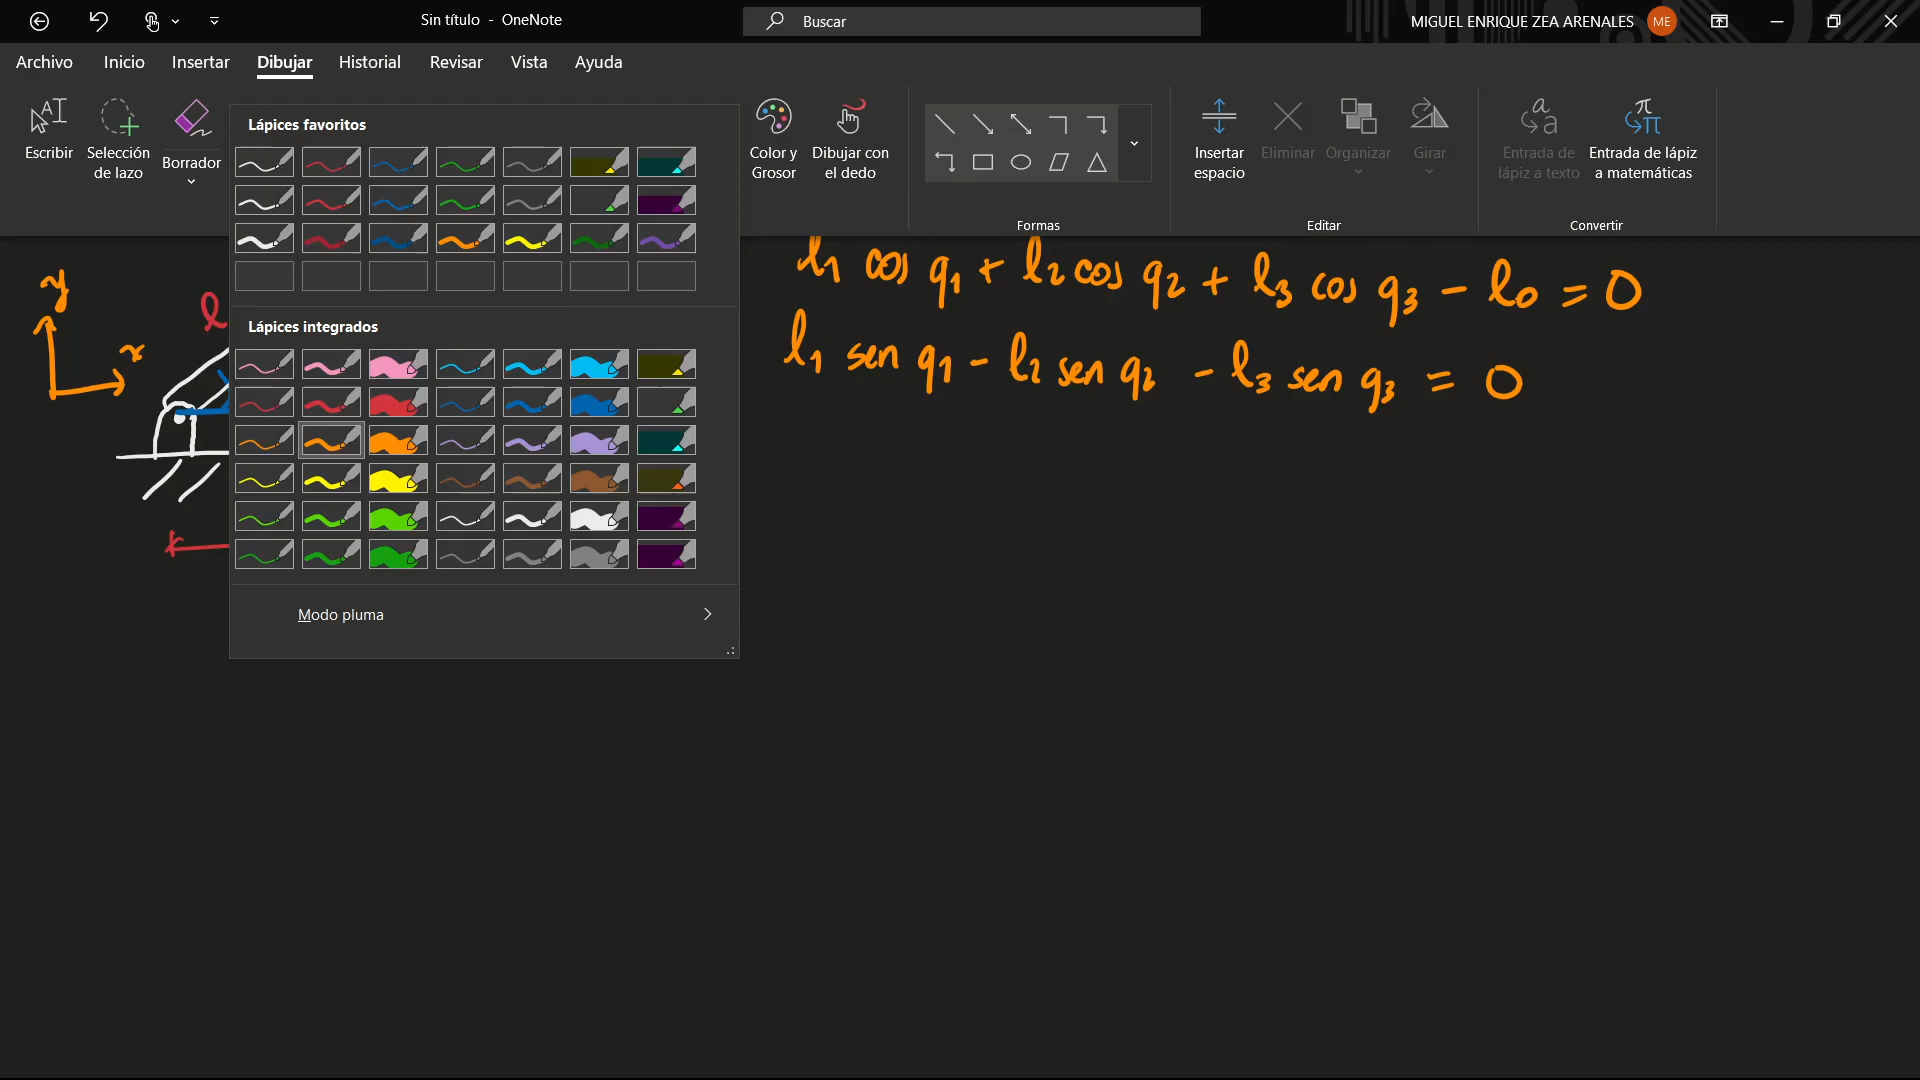 Sin título - OneNote
Buscar
MIGUEL ENRIQUE ZEA ARENALES
ME
Archivo Inicio Insertar Dibujar Historial Revisar Vista Ayuda
Escribir
Selección de lazo
Borrador
Lápices favoritos
Lápices integrados
Modo pluma
Color y Grosor
Dibujar con el dedo
Formas
Insertar espacio
Eliminar
Organizar
Girar
Editar
Entrada de lápiz a texto
Entrada de lápiz a matemáticas
Convertir
y
x
l
l1 cos q1 + l2 cos q2 + l3 cos q3 - l0 = 0
l1 sen q1 - l2 sen q2 - l3 sen q3 = 0